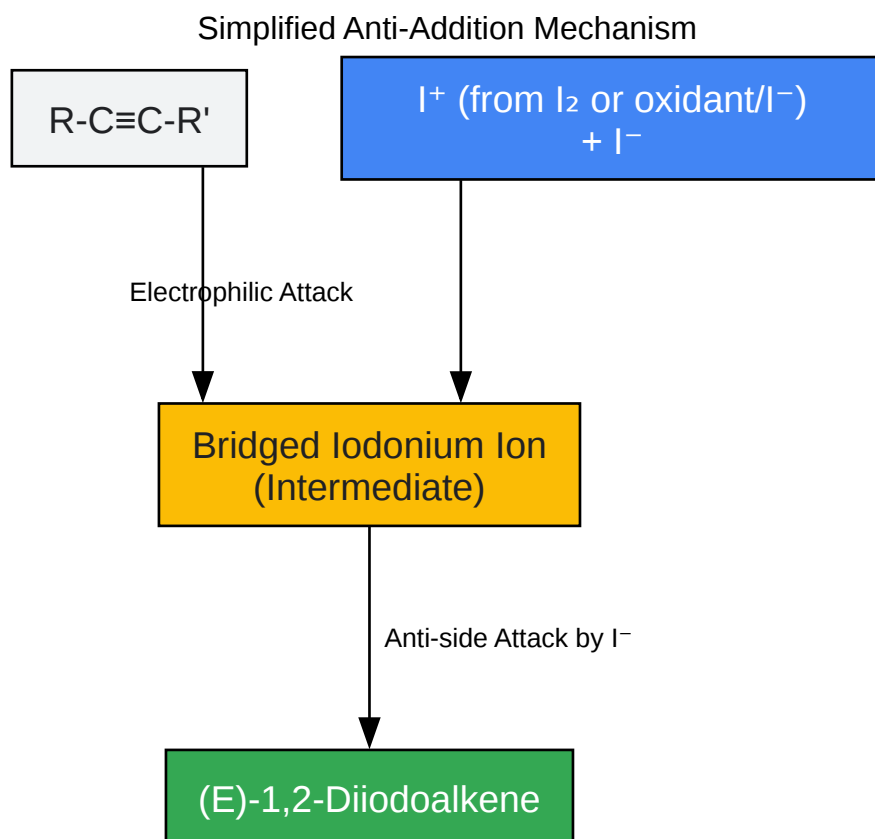 Simplified Anti-Addition Mechanism
R-C≡C-R'
I⁺ (from I₂ or oxidant/I⁻)
+ I⁻
Electrophilic Attack
Bridged Iodonium Ion
(Intermediate)
Anti-side Attack by I⁻
(E)-1,2-Diiodoalkene